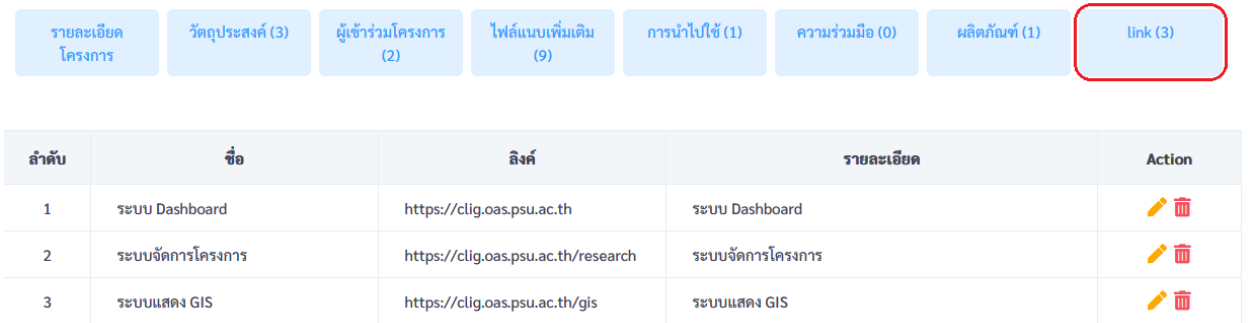 รายละเอียด
โครงการ
วัตถุประสงค์ (3)
ผู้เข้าร่วมโครงการ
(2)
ไฟล์แนบเพิ่มเติม
(9)
การนำไปใช้ (1)
ความร่วมมือ (0)
ผลิตภัณฑ์ (1)
link (3)
ลำดับ ชื่อ ลิงค์ รายละเอียด Action
1 ระบบ Dashboard https://clig.oas.psu.ac.th ระบบ Dashboard
2 ระบบจัดการโครงการ https://clig.oas.psu.ac.th/research ระบบจัดการโครงการ
3 ระบบแสดง GIS https://clig.oas.psu.ac.th/gis ระบบแสดง GIS